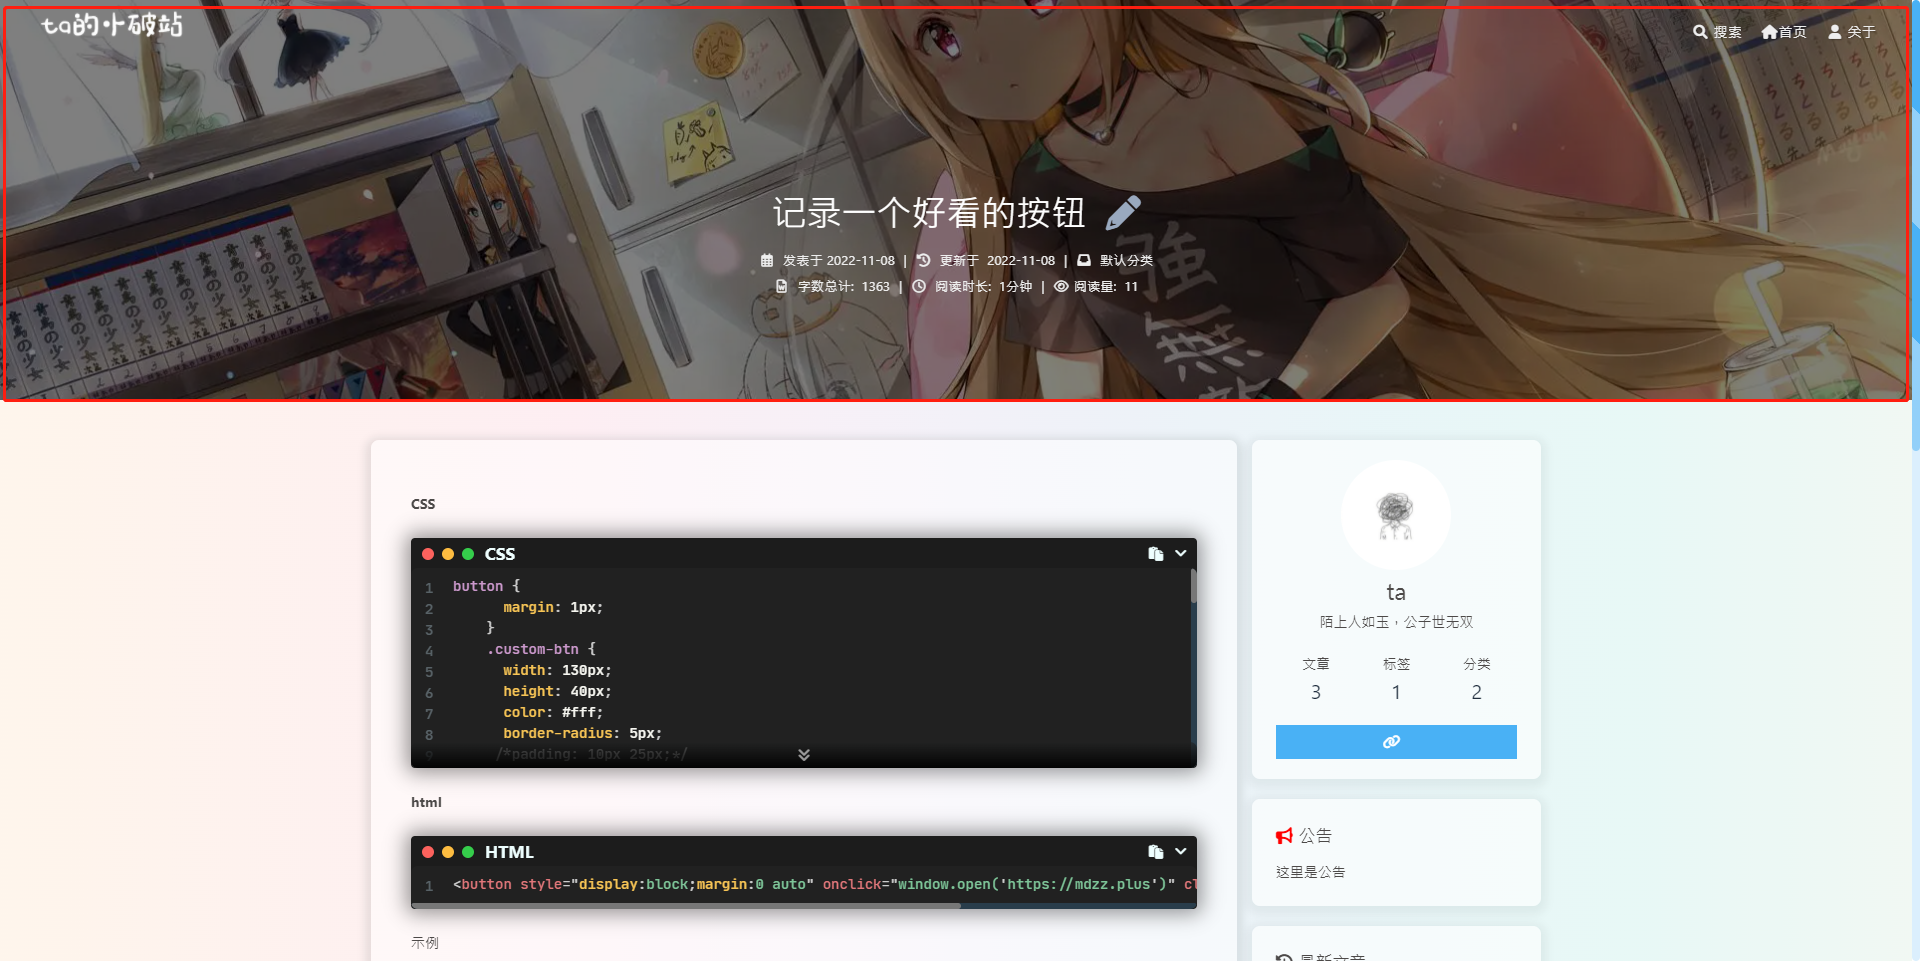 ta的小破站
搜索 首页 关于
记录一个好看的按钮
发表于 2022-11-08 | 更新于 2022-11-08 | 默认分类
字数总计: 1363 | 阅读时长: 1分钟 | 阅读量: 11
強
無
CSS
CSS
1 button {
2 margin: 1px;
3 }
4 .custom-btn {
5 width: 130px;
6 height: 40px;
7 color: #fff;
8 border-radius: 5px;
9 /*padding: 10px 25px;*/
html
HTML
1 <button style="display:block;margin:0 auto" onclick="window.open('https://mdzz.plus')" cl
示例
ta
陌上人如玉，公子世无双
文章 标签 分类
3 1 2
公告
这里是公告
最新文章